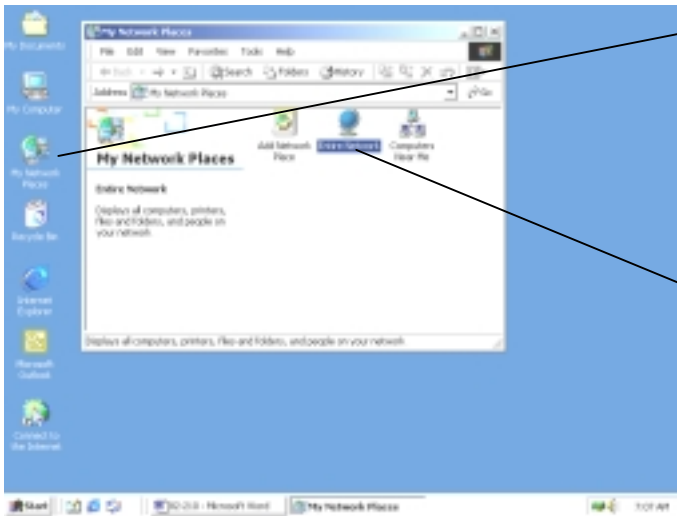 My Documents
My Computer
My Network
Places
Recycle Bin
Internet
Explorer
Microsoft
Outlook
Connect to
the Internet
My Network Places
File Edit View Favorites Tools Help
Back Search Folders History
Address My Network Places Go
Add Network
Place
Entire Network
Computers
Near Me
My Network Places
Entire Network
Displays all computers, printers,
files and folders, and people on
your network
Displays all computers, printers, files and folders, and people on your network
Start Microsoft Word My Network Places 7:07 AM